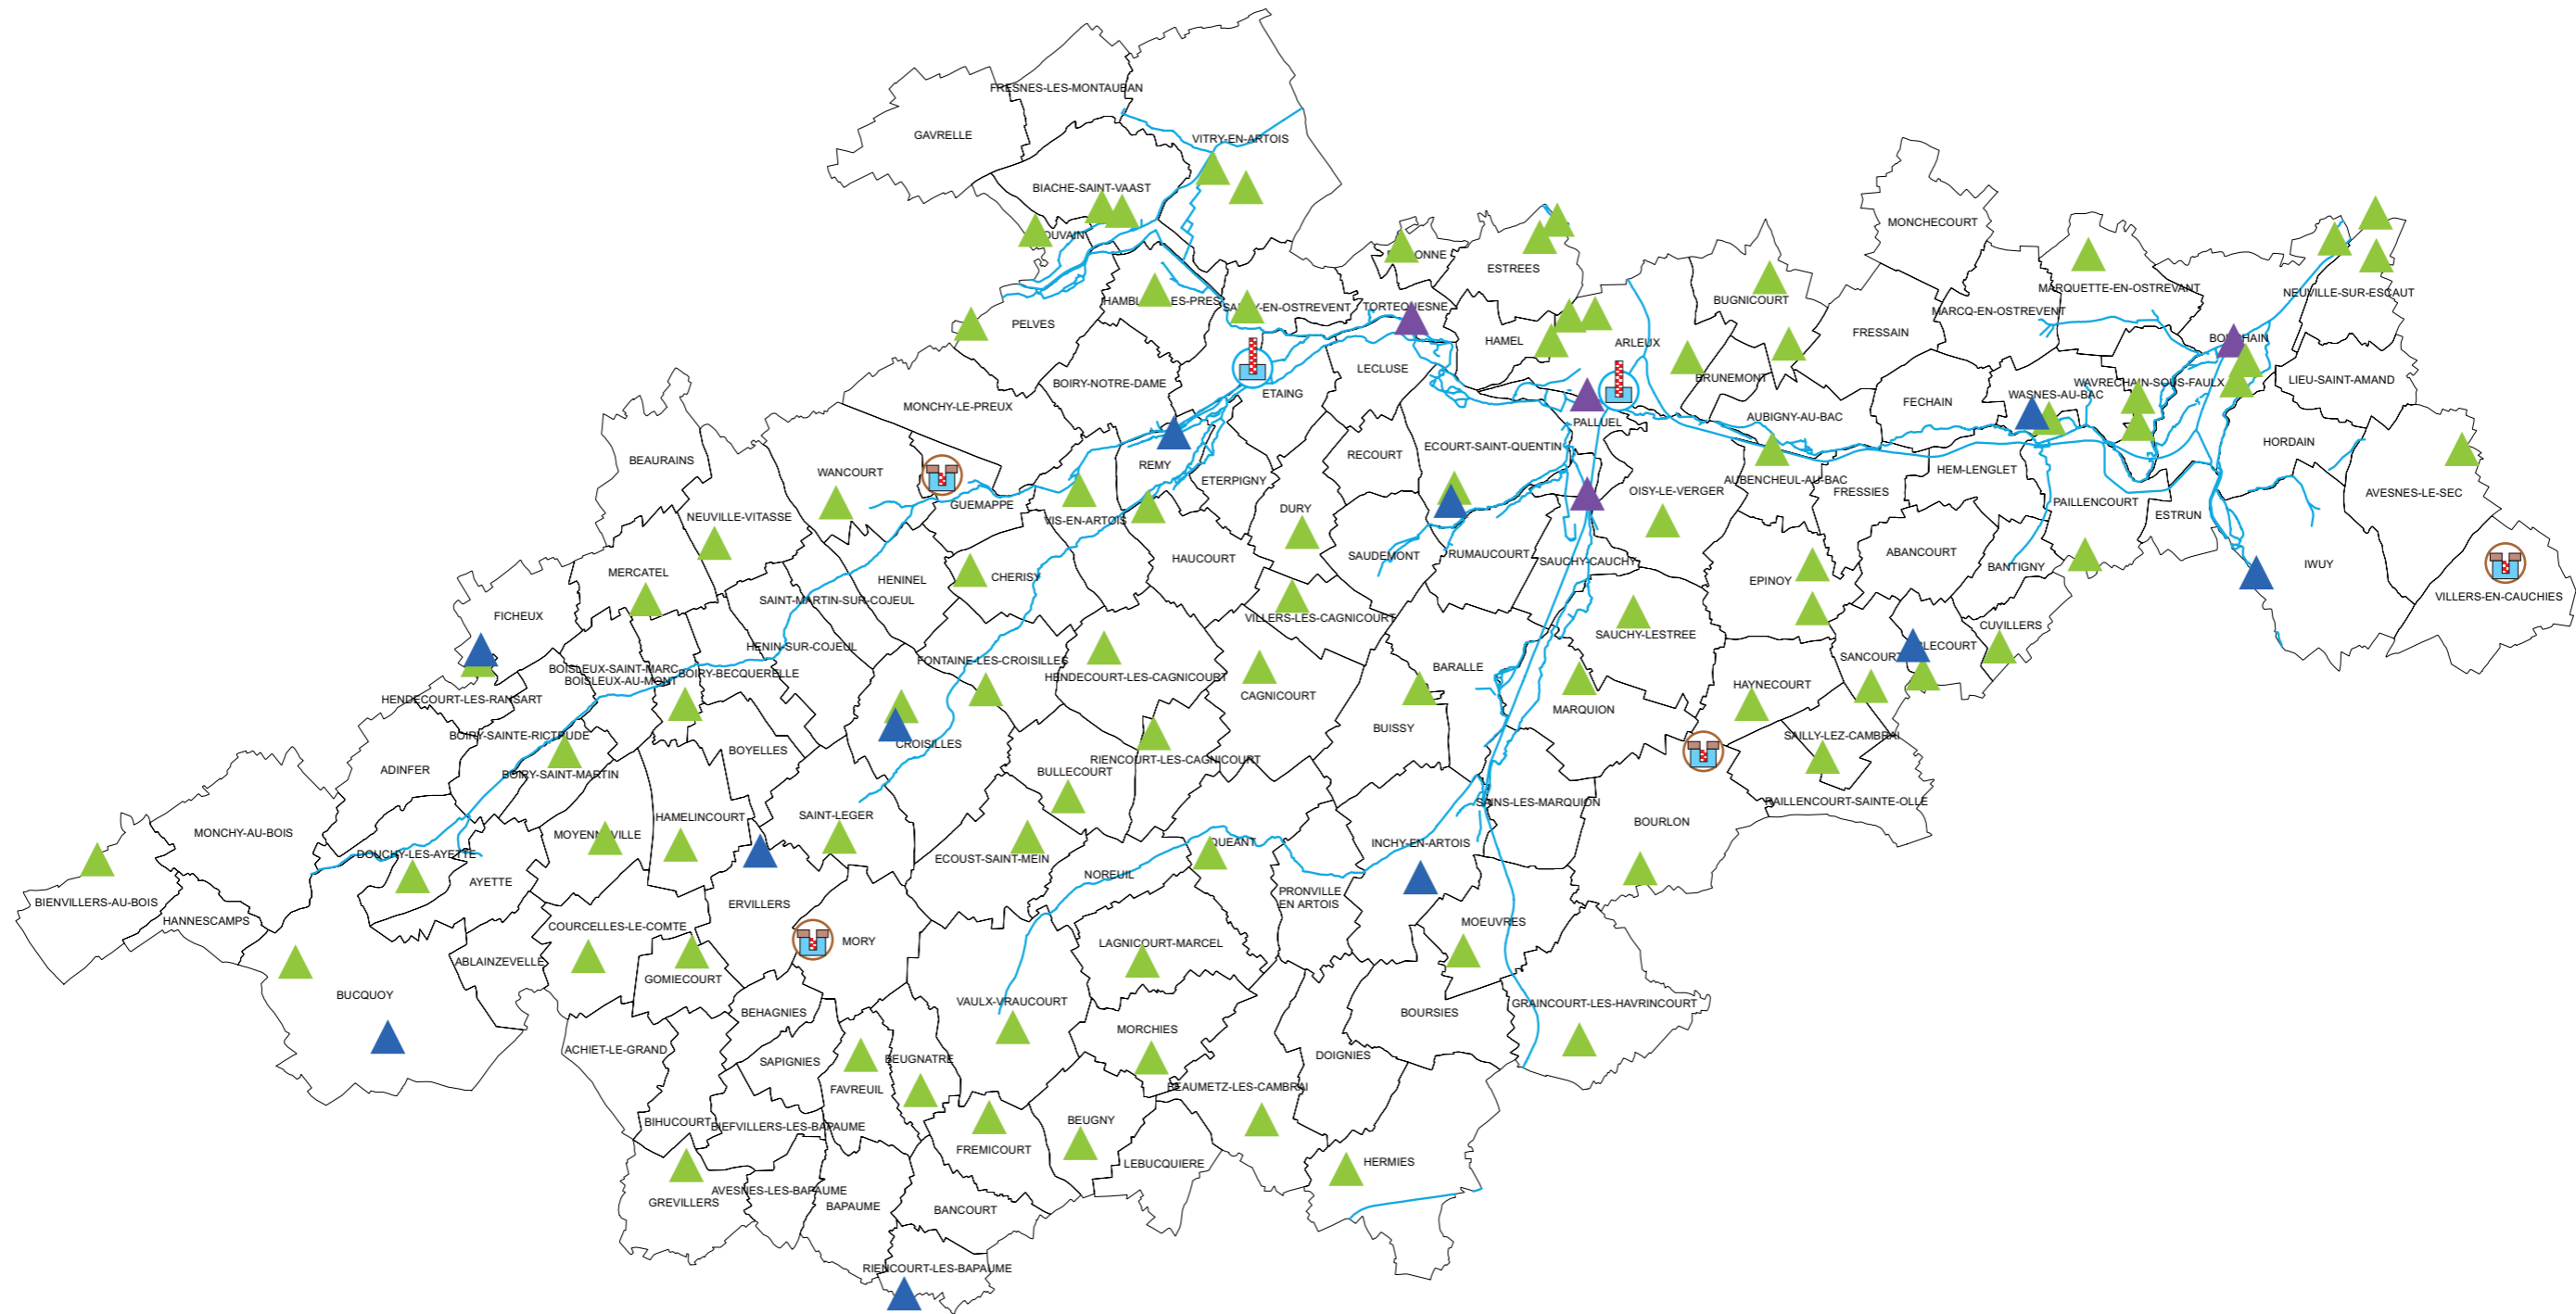 FRESNES-LES-MONTAUBAN
GAVRELLE
VITRY-EN-ARTOIS
BIACHE-SAINT-VAAST
MONCHECOURT
ESTREES
MARQUETTE-EN-OSTREVANT
NEUVILLE-SUR-ESCAUT
BUGNICOURT
TORTEQUESNE
MARCQ-EN-OSTREVENT
PELVES
FRESSAIN
HAMEL
ARLEUX
LECLUSE
BRUNEMONT
BOIRY-NOTRE-DAME
WAVRECHAIN-SOUS-FAULX
LIEU-SAINT-AMAND
ETAING
WASNES-AU-BAC
MONCHY-LE-PREUX
FECHAIN
AUBIGNY-AU-BAC
PALLUEL
HORDAIN
ECOURT-SAINT-QUENTIN
RECOURT
BEAURAINS
REMY
HEM-LENGLET
WANCOURT
ETERPIGNY
AUBENCHEUL-AU-BAC
OISY-LE-VERGER
FRESSIES
AVESNES-LE-SEC
PAILLENCOURT
GUEMAPPE
DURY
ESTRUN
NEUVILLE-VITASSE
VIS-EN-ARTOIS
SAUDEMONT
RUMAUCOURT
ABANCOURT
HAUCOURT
SAUCHY-CAUCHY
IWUY
BANTIGNY
MERCATEL
CHERISY
HENINEL
EPINOY
VILLERS-EN-CAUCHIES
SAINT-MARTIN-SUR-COJEUL
FICHEUX
VILLERS-LES-CAGNICOURT
CUVILLERS
SAUCHY-LESTREE
HENIN-SUR-COJEUL
SANCOURT
FONTAINE-LES-CROISILLES
BARALLE
BOISLEUX-SAINT-MARC
BOIRY-BECQUERELLE
BOISLEUX-AU-MONT
HENDECOURT-LES-CAGNICOURT
HAYNECOURT
CAGNICOURT
HENDECOURT-LES-RANSART
MARQUION
BUISSY
BOIRY-SAINTE-RICTRUDE
SAILLY-LEZ-CAMBRAI
CROISILLES
BOYELLES
RIENCOURT-LES-CAGNICOURT
ADINFER
BULLECOURT
BOIRY-SAINT-MARTIN
SAINS-LES-MARQUION
RAILLENCOURT-SAINTE-OLLE
SAINT-LEGER
HAMELINCOURT
BOURLON
MONCHY-AU-BOIS
INCHY-EN-ARTOIS
DOUCHY-LES-AYETTE
ECOUST-SAINT-MEIN
NOREUIL
AYETTE
PRONVILLE
EN ARTOIS
BIENVILLERS-AU-BOIS
ERVILLERS
HANNESCAMPS
MOEUVRES
COURCELLES-LE-COMTE
MORY
LAGNICOURT-MARCEL
ABLAINZEVELLE
GOMIECOURT
BUCQUOY
VAULX-VRAUCOURT
GRAINCOURT-LES-HAVRINCOURT
BEHAGNIES
BOURSIES
MORCHIES
ACHIET-LE-GRAND
DOIGNIES
SAPIGNIES
BEUGNATRE
BEAUMETZ-LES-CAMBRAI
FAVREUIL
BEUGNY
BIHUCOURT
BIEFVILLERS-LES-BAPAUME
FREMICOURT
LEBUCQUIERE
HERMIES
AVESNES-LES-BAPAUME
GREVILLERS
BAPAUME
BANCOURT
RIENCOURT-LES-BAPAUME